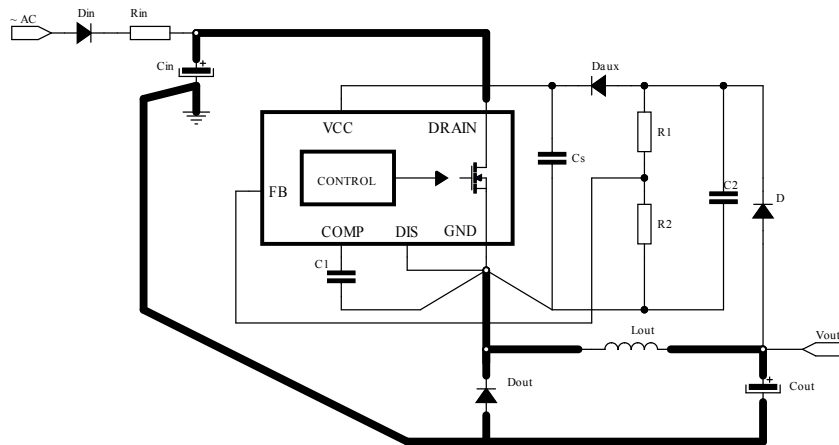 ~ AC
Din
Rin
Cin
Daux
VCC
DRAIN
R1
Cs
CONTROL
FB
C2
D
R2
COMP
DIS
GND
C1
Lout
Vout
Dout
Cout
+
+